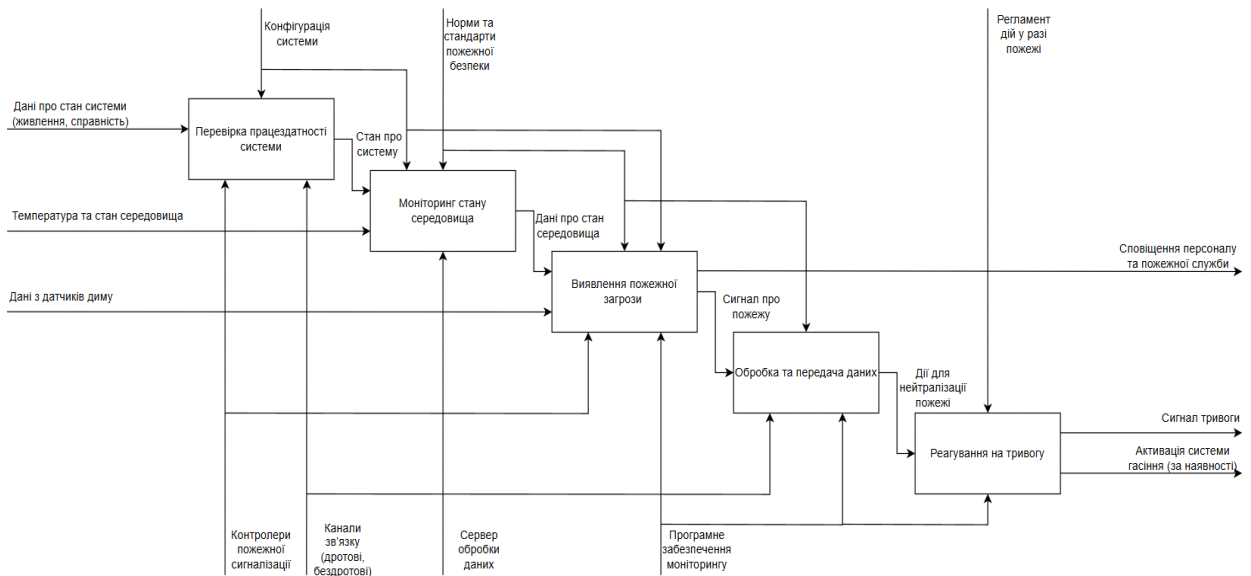 Конфігурація
системи
Норми та
стандарти
пожежної
безпеки
Регламент
дій у разі
пожежі
Дані про стан системи
(живлення, справність)
Перевірка працездатності
системи
Стан про
систему
Температура та стан середовища
Моніторинг стану
середовища
Дані про стан
середовища
Сповіщення персоналу
та пожежної служби
Дані з датчиків диму
Виявлення пожежної
загрози
Сигнал про
пожежу
Обробка та передача даних
Дії для
нейтралізації
пожежі
Реагування на тривогу
Сигнал тривоги
Активація системи
гасіння (за наявності)
Контролери
пожежної
сигналізації
Канали
зв'язку
(дротові,
бездротові)
Сервер
обробки
даних
Програмне
забезпечення
моніторингу